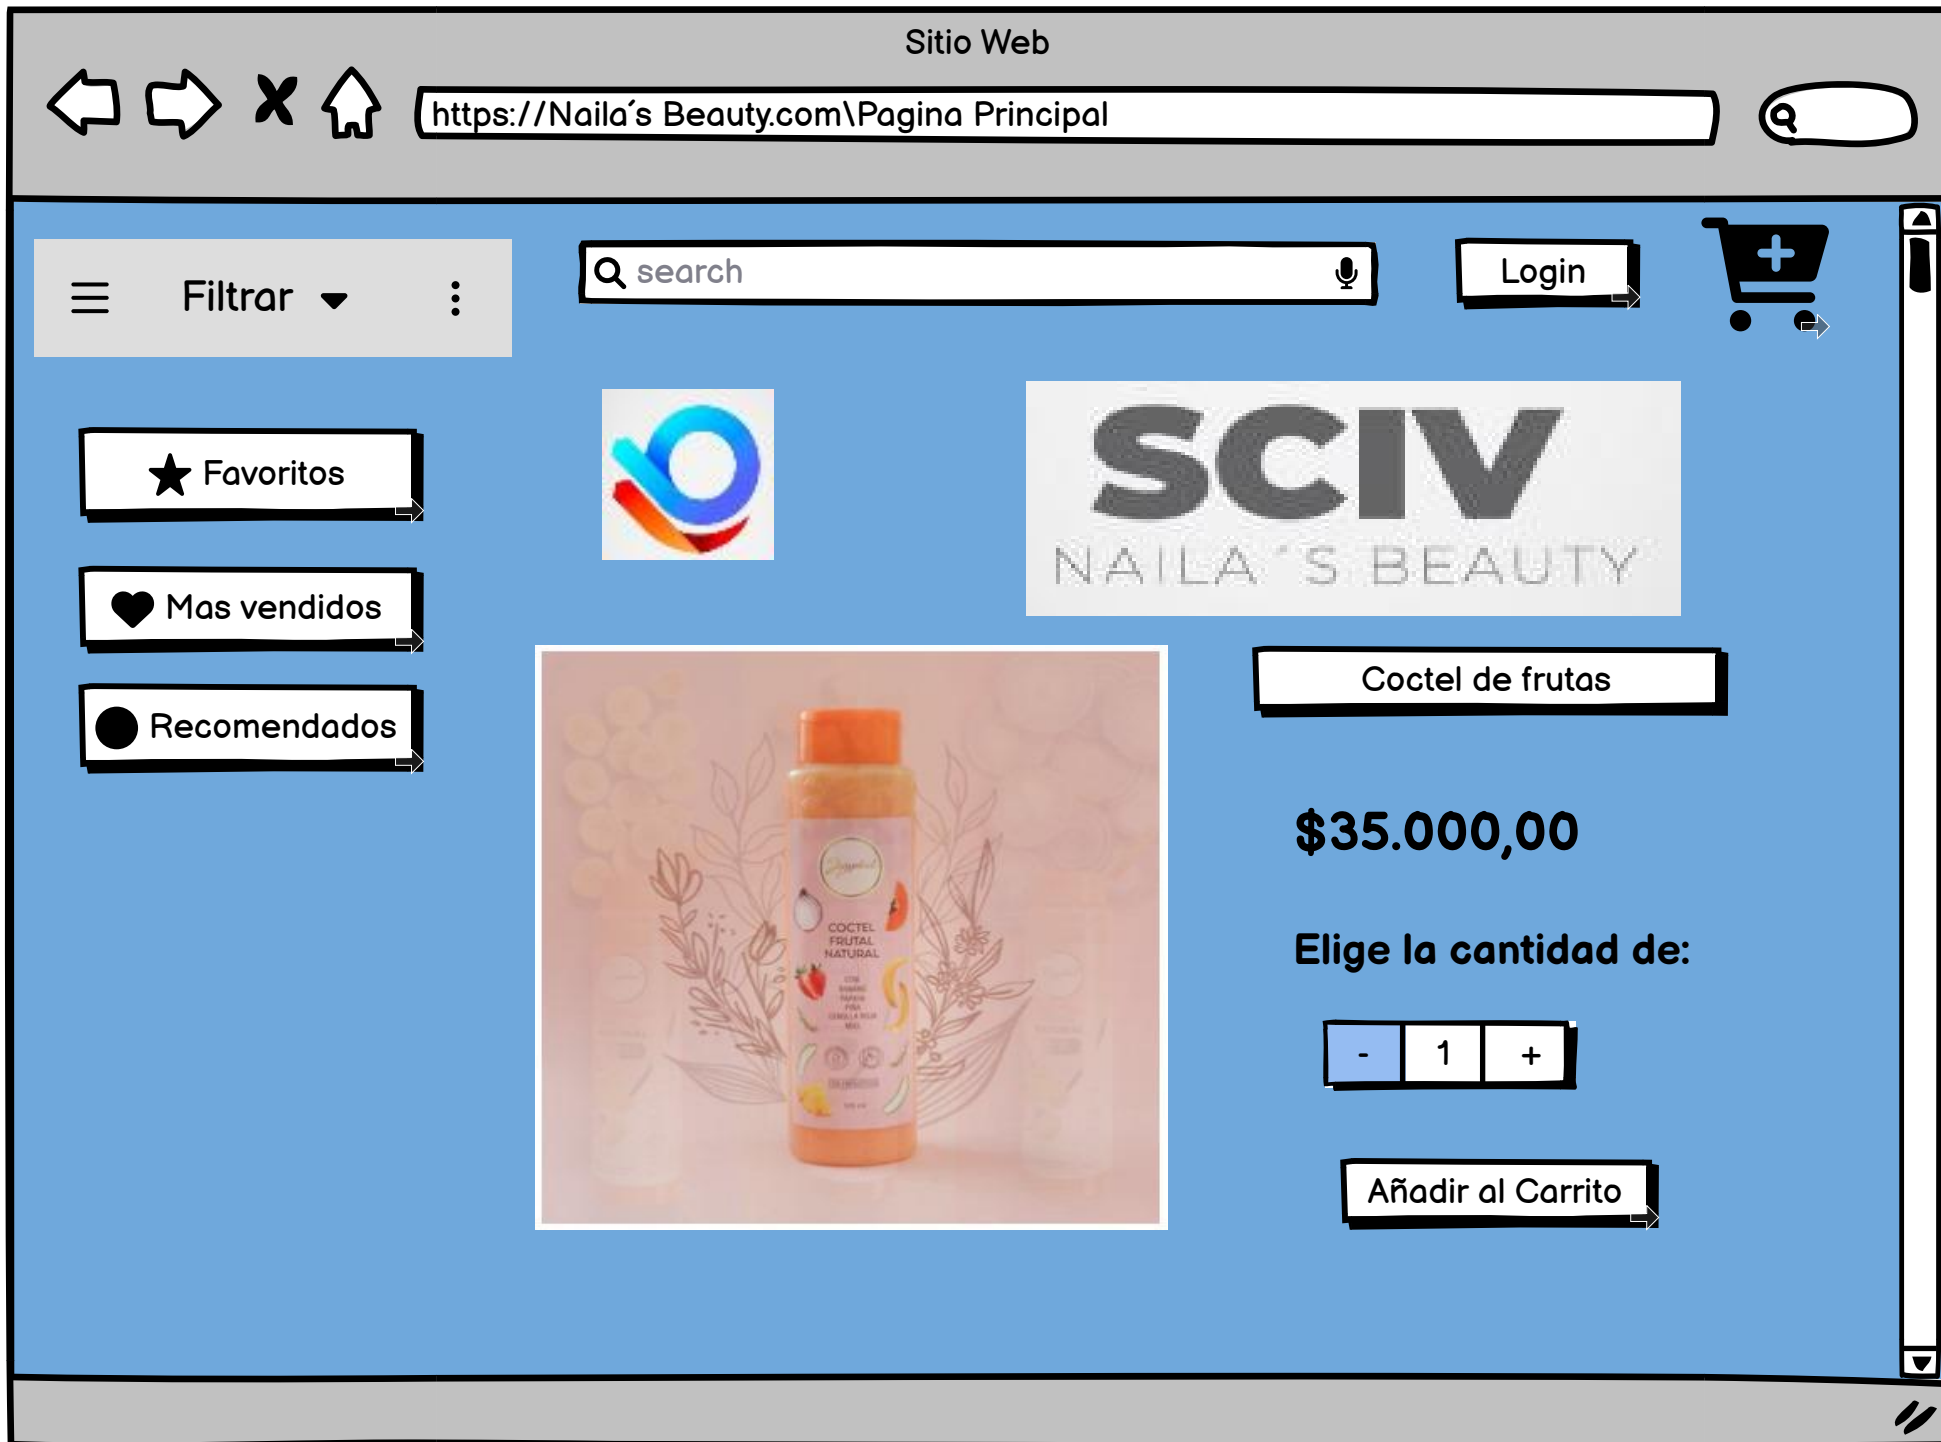 Sitio Web
https://Naila´s Beauty.com\Pagina Principal
Filtrar
search
Login
Favoritos
Mas vendidos
Recomendados
SCIV
NAILA´S BEAUTY
Coctel de frutas
COCTEL
FRUTAL
NATURAL
$35.000,00
Elige la cantidad de:
- 1 +
Añadir al Carrito